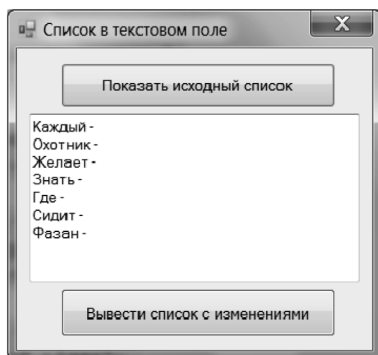 Список в текстовом поле
Показать исходный список
Каждый -
Охотник -
Желает -
Знать -
Где -
Сидит -
Фазан -
Вывести список с изменениями